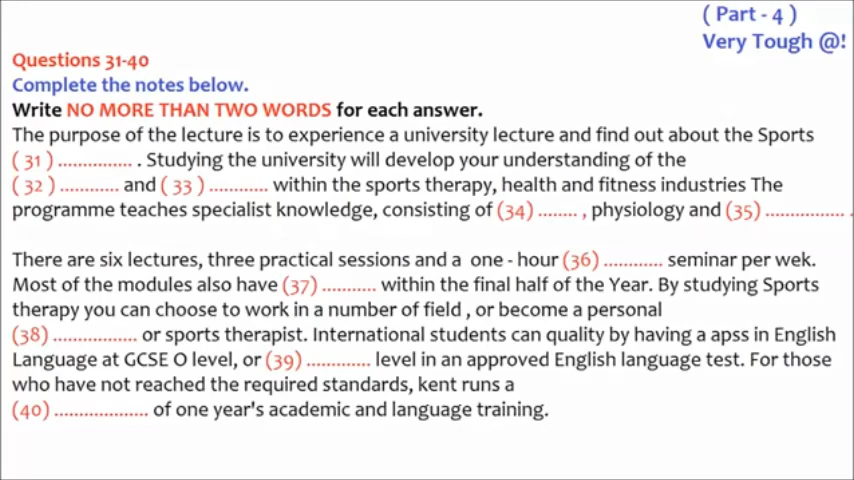 ( Part - 4 )
Very Tough @!
Questions 31-40
Complete the notes below.
Write NO MORE THAN TWO WORDS for each answer.
The purpose of the lecture is to experience a university lecture and find out about the Sports
( 31 ) ............... . Studying the university will develop your understanding of the
( 32 ) ............ and ( 33 ) ............ within the sports therapy, health and fitness industries The
programme teaches specialist knowledge, consisting of (34) ........ , physiology and (35) ................ .
There are six lectures, three practical sessions and a one - hour (36) ............ seminar per wek.
Most of the modules also have (37) ........... within the final half of the Year. By studying Sports
therapy you can choose to work in a number of field , or become a personal
(38) ................. or sports therapist. International students can quality by having a apss in English
Language at GCSE O level, or (39) ............. level in an approved English language test. For those
who have not reached the required standards, kent runs a
(40) ................... of one year's academic and language training.